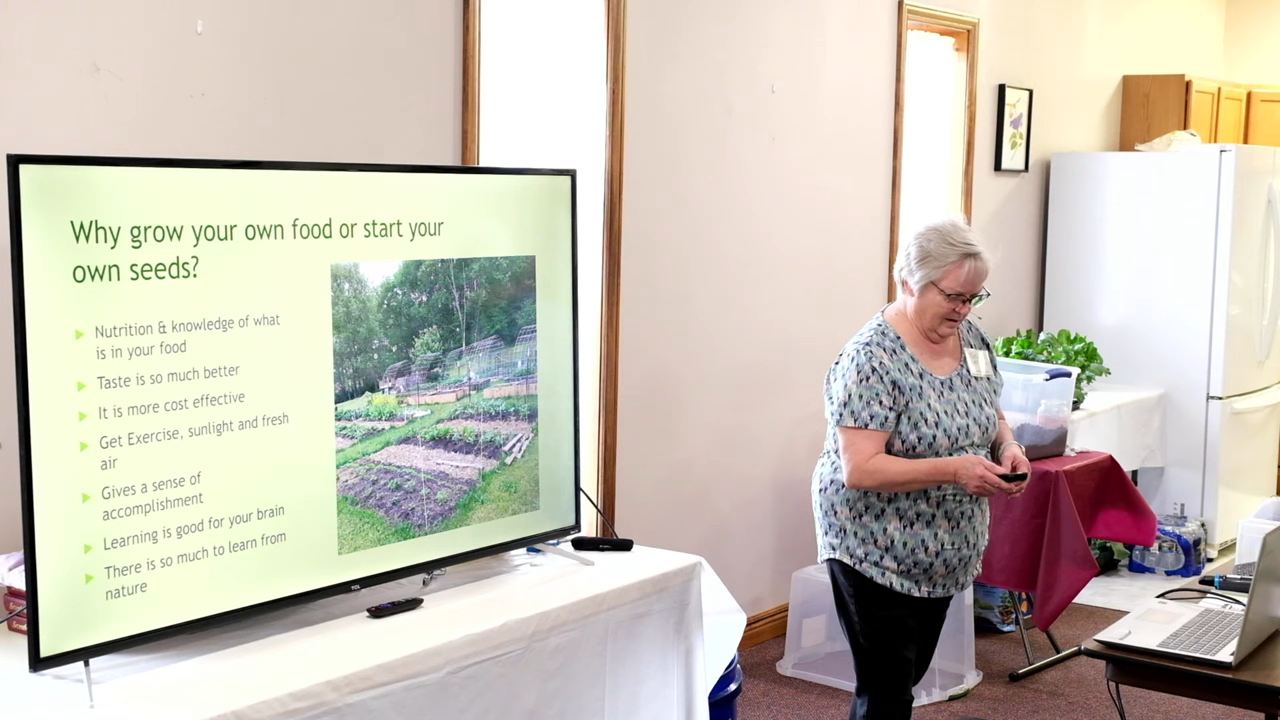 Why grow your own food or start your
own seeds?
Nutrition & knowledge of what
is in your food
Taste is so much better
It is more cost effective
Get Exercise, sunlight and fresh
air
Gives a sense of
accomplishment
Learning is good for your brain
There is so much to learn from
nature
TCL